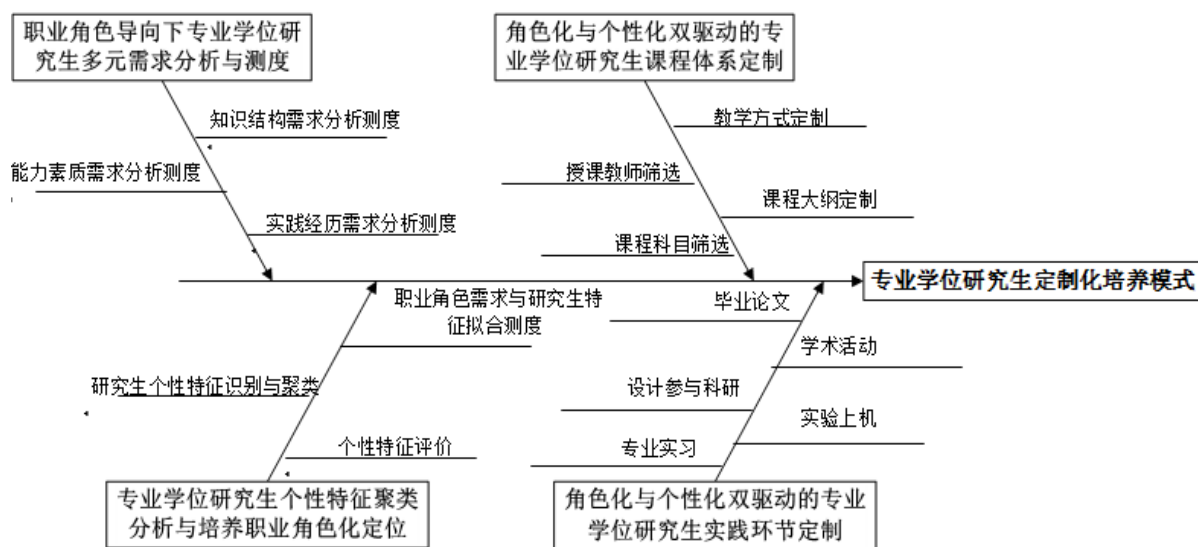 职业角色导向下专业学位研
究生多元需求分析与测度
角色化与个性化双驱动的专
业学位研究生课程体系定制
知识结构需求分析测度
教学方式定制
能力素质需求分析测度
授课教师筛选
课程大纲定制
实践经历需求分析测度
课程科目筛选
专业学位研究生定制化培养模式
职业角色需求与研究生特
征拟合测度
毕业论文
学术活动
研究生个性特征识别与聚类
设计参与科研
实验上机
个性特征评价
专业实习
专业学位研究生个性特征聚类
分析与培养职业角色化定位
角色化与个性化双驱动的专业
学位研究生实践环节定制